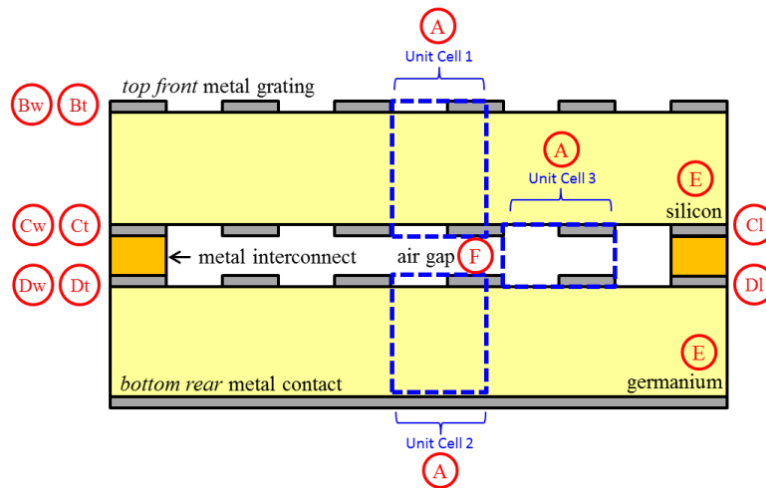 A
Unit Cell 1
top front metal grating
Bw Bt
A
Unit Cell 3
E
silicon
Cw Ct Cl
metal interconnect air gap F
Dw Dt Dl
E
bottom rear metal contact germanium
Unit Cell 2
A